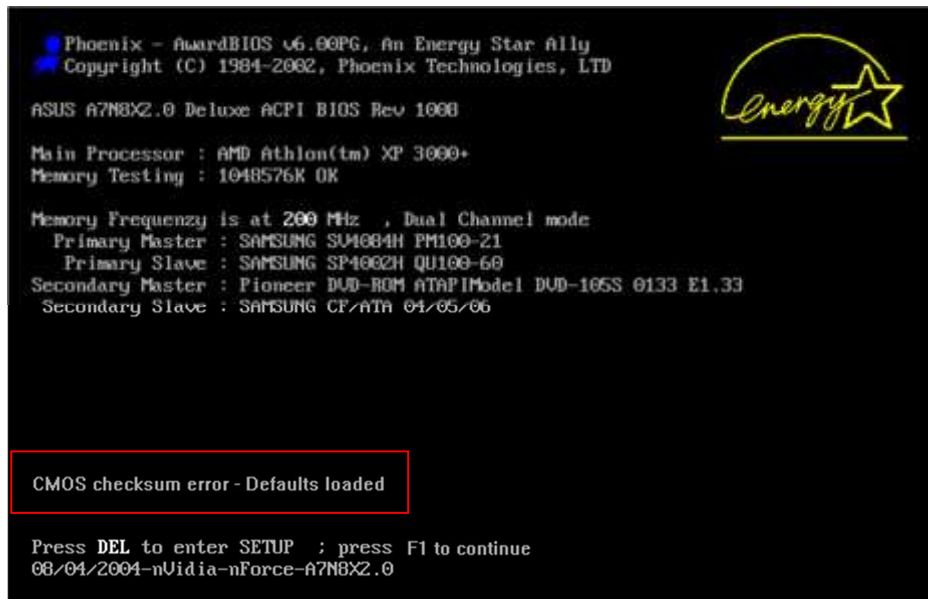 Phoenix - AwardBIOS v6.00PG, An Energy Star Ally
Copyright (C) 1984-2002, Phoenix Technologies, LTD
energy
ASUS A7N8X2.0 Deluxe ACPI BIOS Rev 1008
Main Processor : AMD Athlon(tm) XP 3000+
Memory Testing : 1048576K OK
Memory Frequenzy is at 200 MHz , Dual Channel mode
Primary Master : SAMSUNG SV4084H PM100-21
Primary Slave : SAMSUNG SP4002H QU100-60
Secondary Master : Pioneer DVD-ROM ATAPIModel DVD-105S 0133 E1.33
Secondary Slave : SAMSUNG CF/ATA 04/05/06
CMOS checksum error - Defaults loaded
Press DEL to enter SETUP ; press F1 to continue
08/04/2004-nVidia-nForce-A7N8X2.0